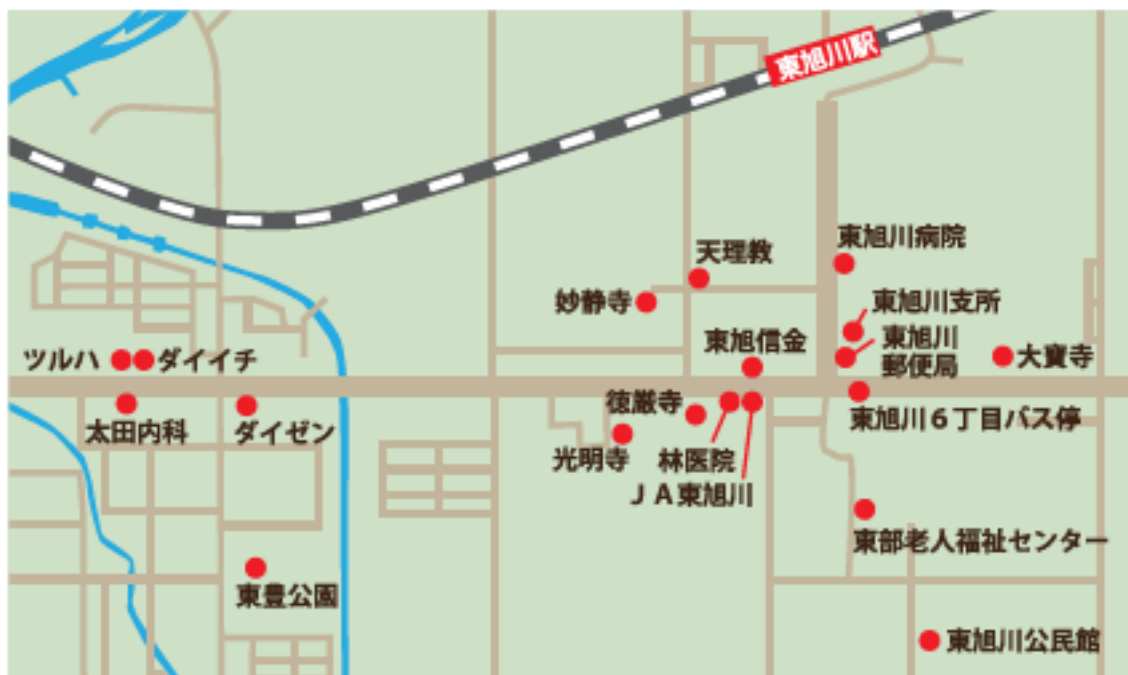 東旭川駅
東旭川病院
天理教
妙静寺
東旭川支所
東旭信金
東旭川
郵便局
大寶寺
ツルハ
ダイイチ
徳厳寺
東旭川6丁目バス停
太田内科
ダイゼン
光明寺
林医院
JA東旭川
東部老人福祉センター
東豊公園
東旭川公民館